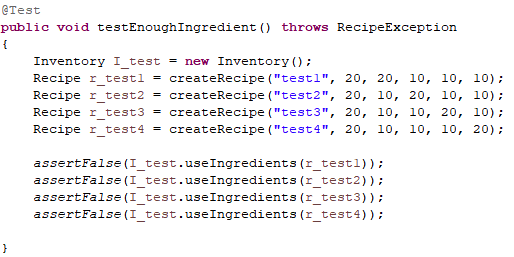 @Test
public void testEnoughIngredient() throws RecipeException
{
    Inventory I_test = new Inventory();
    Recipe r_test1 = createRecipe("test1", 20, 20, 10, 10, 10);
    Recipe r_test2 = createRecipe("test2", 20, 10, 20, 10, 10);
    Recipe r_test3 = createRecipe("test3", 20, 10, 10, 20, 10);
    Recipe r_test4 = createRecipe("test4", 20, 10, 10, 10, 20);

    assertFalse(I_test.useIngredients(r_test1));
    assertFalse(I_test.useIngredients(r_test2));
    assertFalse(I_test.useIngredients(r_test3));
    assertFalse(I_test.useIngredients(r_test4));

}